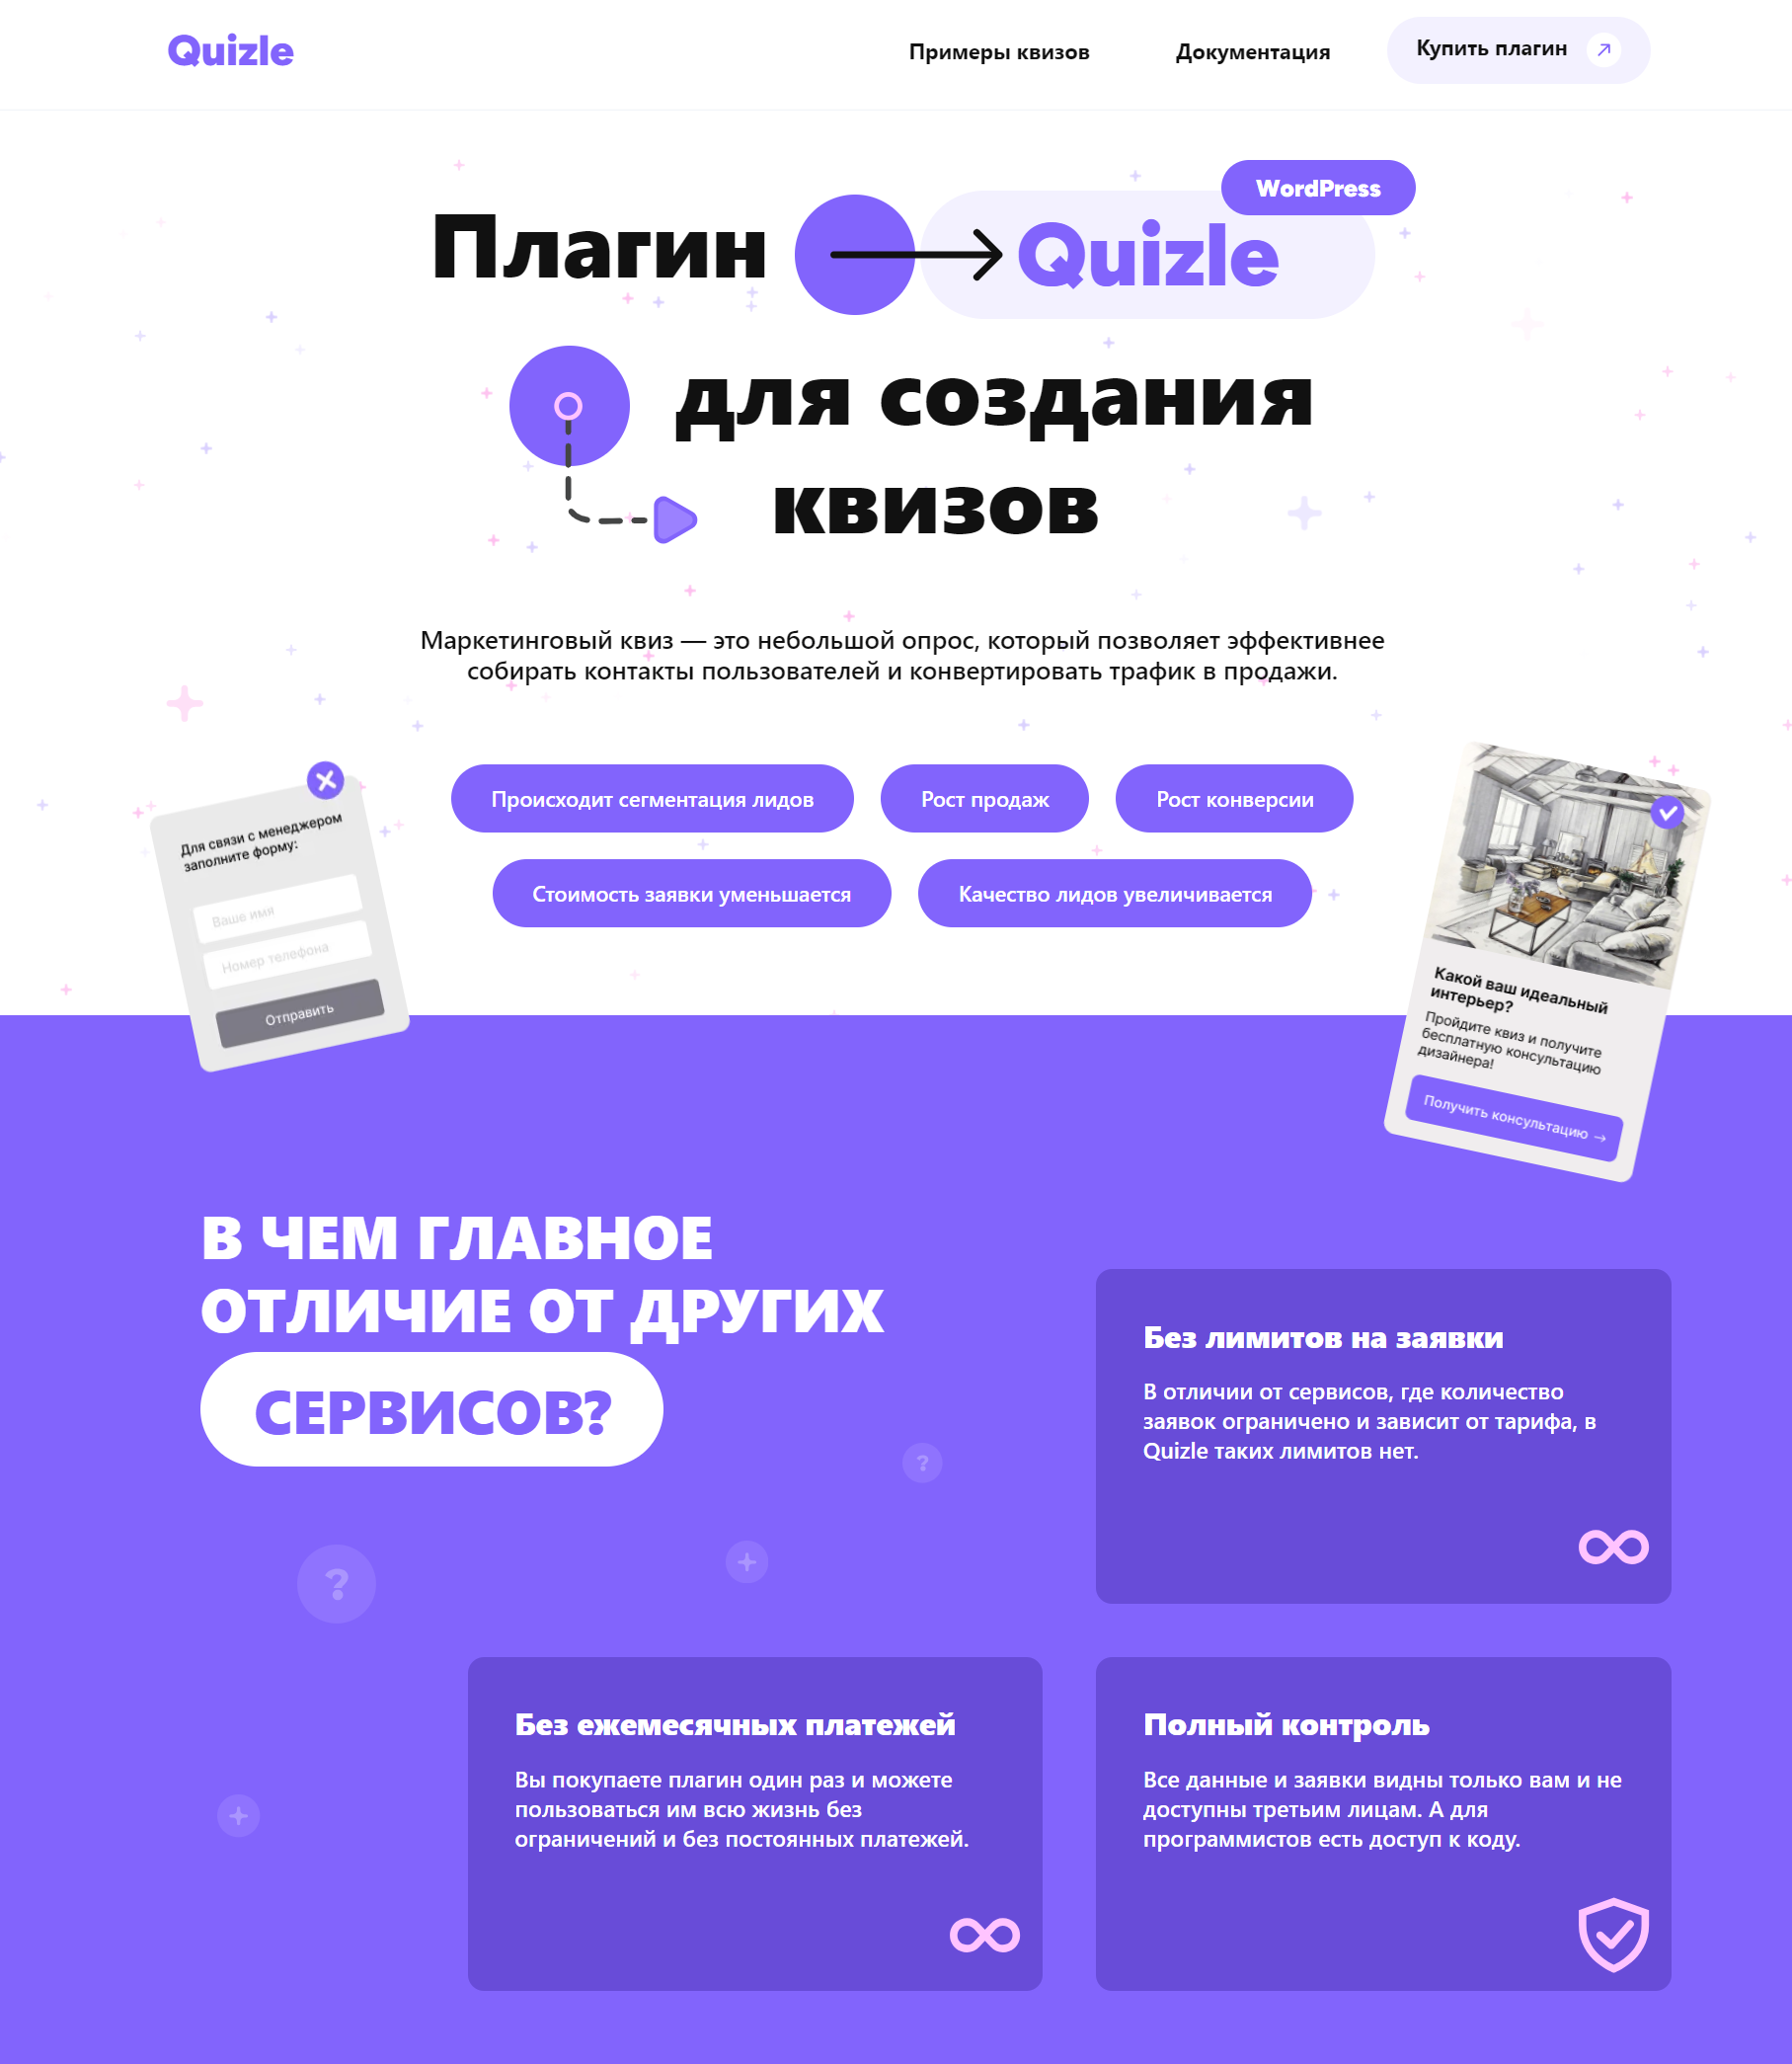 Quizle
Примеры квизов
Документация
Купить плагин
WordPress
Плагин
Quizle
для создания
квизов
Маркетинговый квиз — это небольшой опрос, который позволяет эффективнее
собирать контакты пользователей и конвертировать трафик в продажи.
Происходит сегментация лидов
Рост продаж
Рост конверсии
Стоимость заявки уменьшается
Качество лидов увеличивается
Для связи с менеджером
заполните форму:
Ваше имя
Номер телефона
Отправить
Какой ваш идеальный
интерьер?
Пройдите квиз и получите
бесплатную консультацию
дизайнера!
Получить консультацию →
В ЧЕМ ГЛАВНОЕ
ОТЛИЧИЕ ОТ ДРУГИХ
СЕРВИСОВ?
Без лимитов на заявки
В отличии от сервисов, где количество
заявок ограничено и зависит от тарифа, в
Quizle таких лимитов нет.
?
?
Без ежемесячных платежей
Вы покупаете плагин один раз и можете
пользоваться им всю жизнь без
ограничений и без постоянных платежей.
Полный контроль
Все данные и заявки видны только вам и не
доступны третьим лицам. А для
программистов есть доступ к коду.